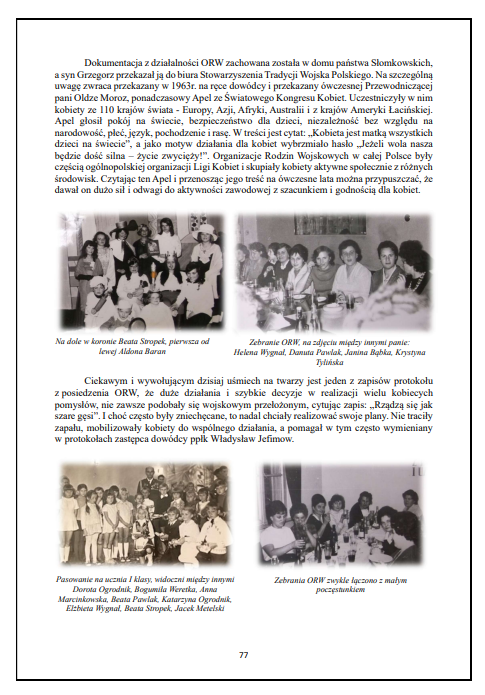 Dokumentacja z działalności ORW zachowana została w domu państwa Słomkowskich,
a syn Grzegorz przekazał ją do biura Stowarzyszenia Tradycji Wojska Polskiego. Na szczególną
uwagę zwraca przekazany w 1963r. na ręce dowódcy i przekazany ówczesnej Przewodniczącej
pani Oldze Moroz, ponadczasowy Apel ze Światowego Kongresu Kobiet. Uczestniczyły w nim
kobiety ze 110 krajów świata - Europy, Azji, Afryki, Australii i z krajów Ameryki Łacińskiej.
Apel głosił pokój na świecie, bezpieczeństwo dla dzieci, niezależność bez względu na
narodowość, płeć, język, pochodzenie i rasę. W treści jest cytat: „Kobieta jest matką wszystkich
dzieci na świecie”, a jako motyw działania dla kobiet wybrzmiało hasło „Jeżeli wola nasza
będzie dość silna – życie zwycięży!”. Organizacje Rodzin Wojskowych w całej Polsce były
częścią ogólnopolskiej organizacji Ligi Kobiet i skupiały kobiety aktywne społecznie z różnych
środowisk. Czytając ten Apel i przenosząc jego treść na ówczesne lata można przypuszczać, że
dawał on dużo sił i odwagi do aktywności zawodowej z szacunkiem i godnością dla kobiet.
Na dole w koronie Beata Stropek, pierwsza od
lewej Aldona Baran
Zebranie ORW, na zdjęciu między innymi panie:
Helena Wygnał, Danuta Pawlak, Janina Bąbka, Krystyna
Tylińska
Ciekawym i wywołującym dzisiaj uśmiech na twarzy jest jeden z zapisów protokołu
z posiedzenia ORW, że duże działania i szybkie decyzje w realizacji wielu kobiecych
pomysłów, nie zawsze podobały się wojskowym przełożonym, cytując zapis: „Rządzą się jak
szare gęsi”. I choć często były zniechęcane, to nadal chciały realizować swoje plany. Nie traciły
zapału, mobilizowały kobiety do wspólnego działania, a pomagał w tym często wymieniany
w protokołach zastępca dowódcy ppłk Władysław Jefimow.
Pasowanie na ucznia I klasy, widoczni między innymi
Dorota Ogrodnik, Bogumiła Weretka, Anna
Marcinkowska, Beata Pawlak, Katarzyna Ogrodnik,
Elżbieta Wygnał, Beata Stropek, Jacek Metelski
Zebrania ORW zwykle łączono z małym
poczęstunkiem
77